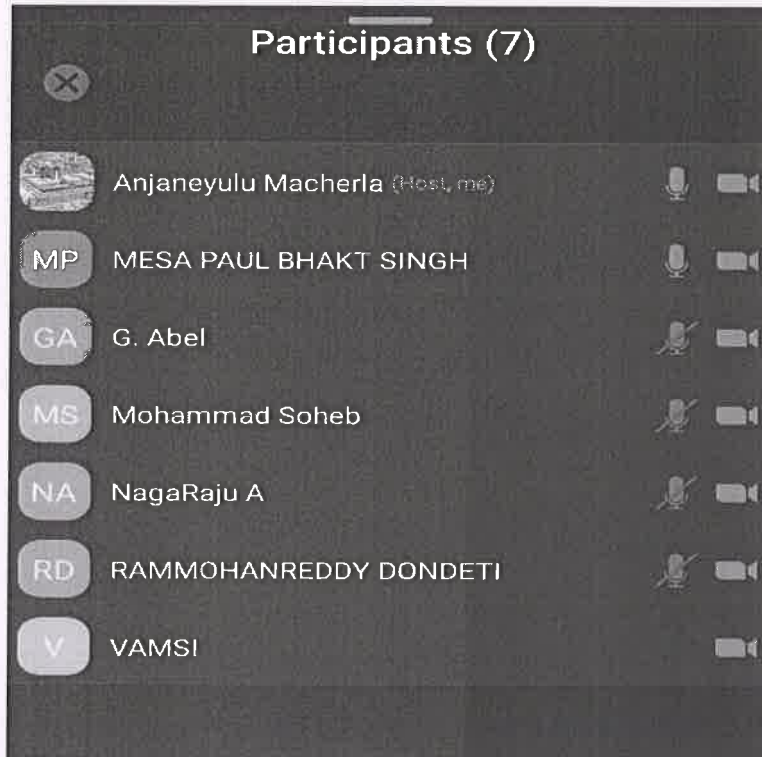 Participants (7)
Anjaneyulu Macherla (Host, me)
MP MESA PAUL BHAKT SINGH
GA G. Abel
MS Mohammad Soheb
NA NagaRaju A
RD RAMMOHANREDDY DONDETI
V VAMSI